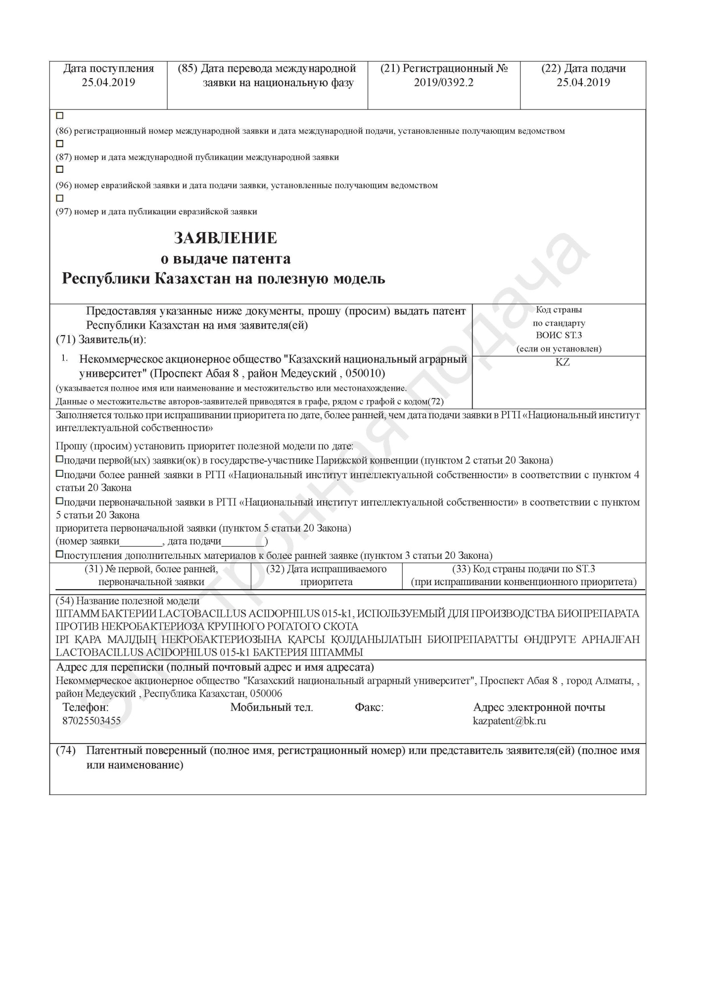 Дата поступления
25.04.2019
(85) Дата перевода международной
заявки на национальную фазу
(21) Регистрационный №
2019/0392.2
(22) Дата подачи
25.04.2019
(86) регистрационный номер международной заявки и дата международной подачи, установленные получающим ведомством
(87) номер и дата международной публикации международной заявки
(96) номер евразийской заявки и дата подачи заявки, установленные получающим ведомством
(97) номер и дата публикации евразийской заявки
ЗАЯВЛЕНИЕ
о выдаче патента
Республики Казахстан на полезную модель
Предоставляя указанные ниже документы, прошу (просим) выдать патент
Республики Казахстан на имя заявителя(ей)
(71) Заявитель(и):
1. Некоммерческое акционерное общество "Казахский национальный аграрный
университет" (Проспект Абая 8 , район Медеуский , 050010)
(указывается полное имя или наименование и местожительство или местонахождение.
Данные о местожительстве авторов-заявителей приводятся в графе, рядом с графой с кодом(72)
Код страны
по стандарту
ВОИС ST.3
(если он установлен)
KZ
Заполняется только при испрашивании приоритета по дате, более ранней, чем дата подачи заявки в РГП «Национальный институт
интеллектуальной собственности»
Прошу (просим) установить приоритет полезной модели по дате:
подачи первой(ых) заявки(ок) в государстве-участнике Парижской конвенции (пунктом 2 статьи 20 Закона)
подачи более ранней заявки в РГП «Национальный институт интеллектуальной собственности» в соответствии с пунктом 4
статьи 20 Закона
подачи первоначальной заявки в РГП «Национальный институт интеллектуальной собственности» в соответствии с пунктом
5 статьи 20 Закона
приоритета первоначальной заявки (пунктом 5 статьи 20 Закона)
(номер заявки________, дата подачи________)
поступления дополнительных материалов к более ранней заявке (пунктом 3 статьи 20 Закона)
(31) № первой, более ранней,
первоначальной заявки
(32) Дата испрашиваемого
приоритета
(33) Код страны подачи по ST.3
(при испрашивании конвенционного приоритета)
(54) Название полезной модели
ШТАММ БАКТЕРИИ LACTOBACILLUS ACIDOPHILUS 015-k1, ИСПОЛЬЗУЕМЫЙ ДЛЯ ПРОИЗВОДСТВА БИОПРЕПАРАТА
ПРОТИВ НЕКРОБАКТЕРИОЗА КРУПНОГО РОГАТОГО СКОТА
ІРІ ҚАРА МАЛДЫҢ НЕКРОБАКТЕРИОЗЫНА ҚАРСЫ ҚОЛДАНЫЛАТЫН БИОПРЕПАРАТТЫ ӨНДІРУГЕ АРНАЛҒАН
LACTOBACILLUS ACIDOPHILUS 015-k1 БАКТЕРИЯ ШТАММЫ
Адрес для переписки (полный почтовый адрес и имя адресата)
Некоммерческое акционерное общество "Казахский национальный аграрный университет", Проспект Абая 8 , город Алматы, ,
район Медеуский , Республика Казахстан, 050006
Телефон: Мобильный тел. Факс: Адрес электронной почты
87025503455 kazpatent@bk.ru
(74) Патентный поверенный (полное имя, регистрационный номер) или представитель заявителя(ей) (полное имя
или наименование)
Электронная подача